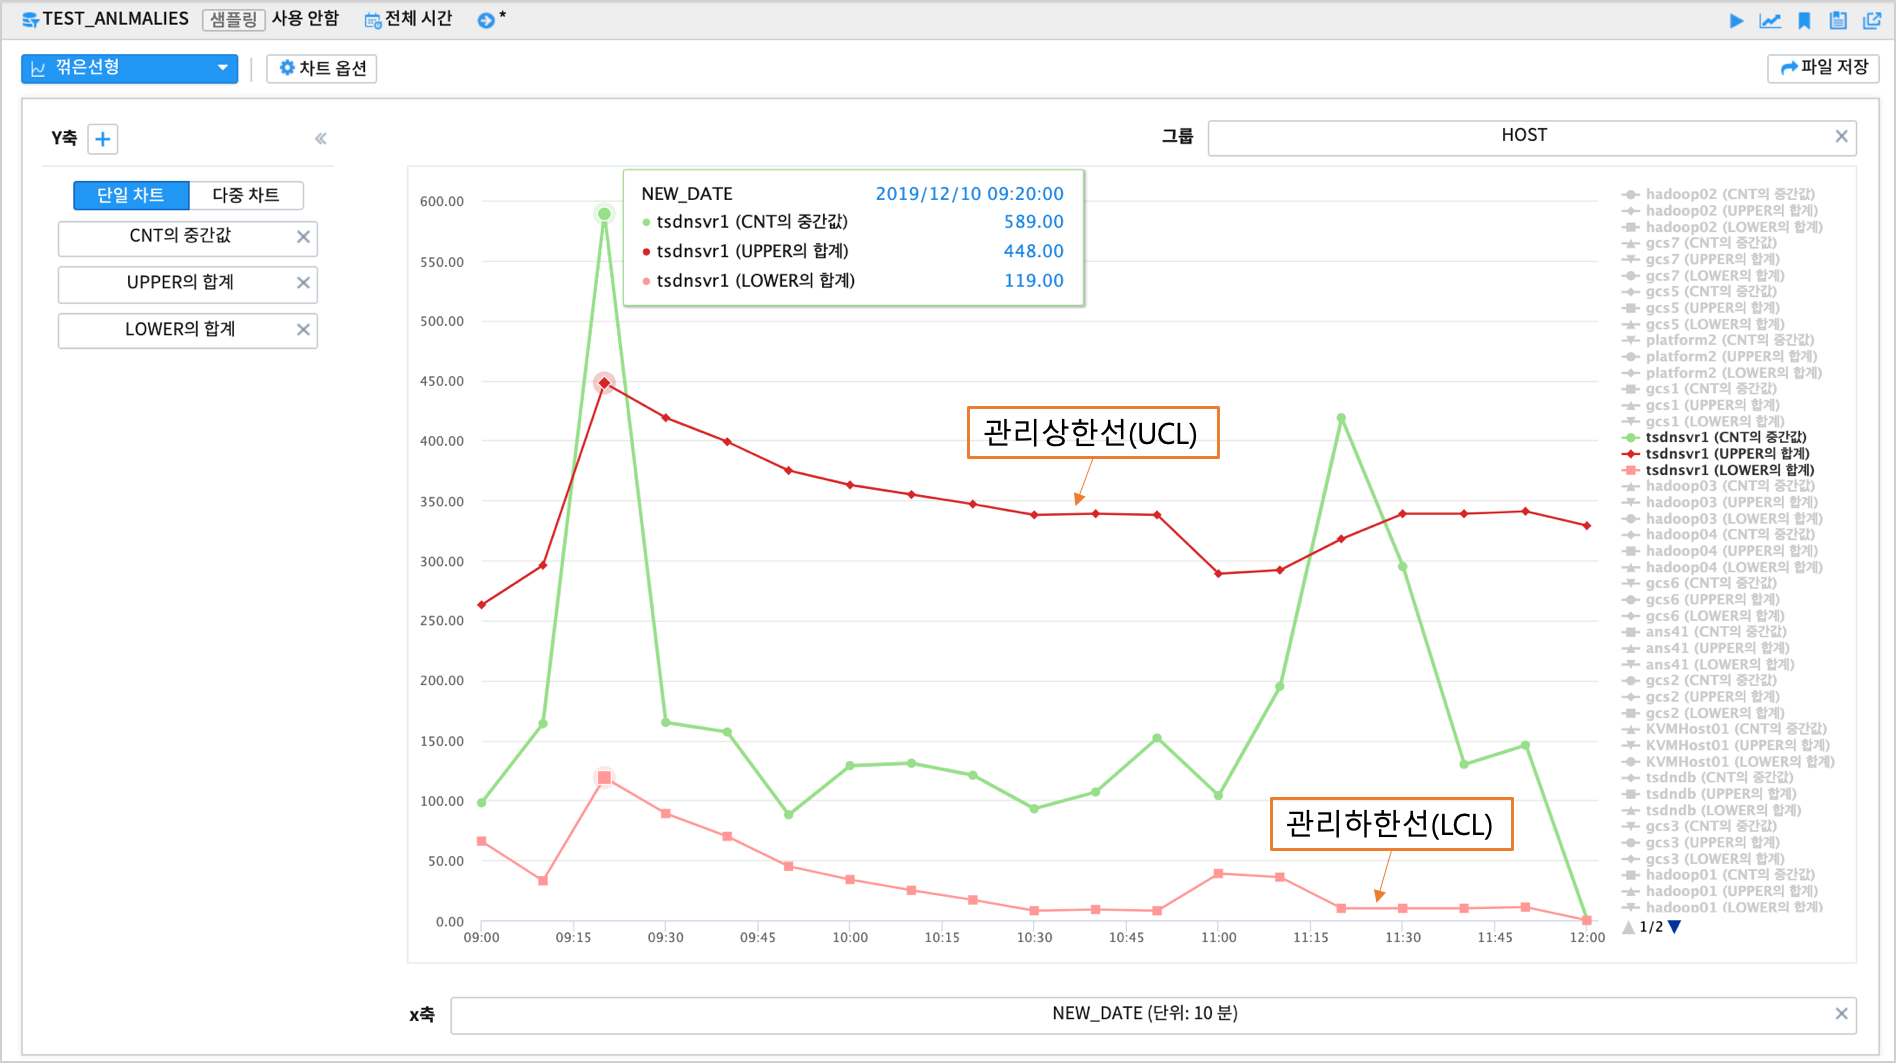 TEST_ANLMALIES 샘플링 사용 안함 전체 시간 *
꺾은선형 차트 옵션 파일 저장
Y축 +
그룹 HOST
단일 차트 다중 차트
CNT의 중간값
UPPER의 합계
LOWER의 합계
NEW_DATE 2019/12/10 09:20:00
tsdnsvr1 (CNT의 중간값) 589.00
tsdnsvr1 (UPPER의 합계) 448.00
tsdnsvr1 (LOWER의 합계) 119.00
600.00
550.00
500.00
450.00
400.00
350.00
300.00
250.00
200.00
150.00
100.00
50.00
0.00
관리상한선(UCL)
관리하한선(LCL)
09:00 09:15 09:30 09:45 10:00 10:15 10:30 10:45 11:00 11:15 11:30 11:45 12:00
hadoop02 (CNT의 중간값)
hadoop02 (UPPER의 합계)
hadoop02 (LOWER의 합계)
gcs7 (CNT의 중간값)
gcs7 (UPPER의 합계)
gcs7 (LOWER의 합계)
gcs5 (CNT의 중간값)
gcs5 (UPPER의 합계)
gcs5 (LOWER의 합계)
platform2 (CNT의 중간값)
platform2 (UPPER의 합계)
platform2 (LOWER의 합계)
gcs1 (CNT의 중간값)
gcs1 (UPPER의 합계)
gcs1 (LOWER의 합계)
tsdnsvr1 (CNT의 중간값)
tsdnsvr1 (UPPER의 합계)
tsdnsvr1 (LOWER의 합계)
hadoop03 (CNT의 중간값)
hadoop03 (UPPER의 합계)
hadoop03 (LOWER의 합계)
hadoop04 (CNT의 중간값)
hadoop04 (UPPER의 합계)
hadoop04 (LOWER의 합계)
gcs6 (CNT의 중간값)
gcs6 (UPPER의 합계)
gcs6 (LOWER의 합계)
ans41 (CNT의 중간값)
ans41 (UPPER의 합계)
ans41 (LOWER의 합계)
gcs2 (CNT의 중간값)
gcs2 (UPPER의 합계)
gcs2 (LOWER의 합계)
KVMHost01 (CNT의 중간값)
KVMHost01 (UPPER의 합계)
KVMHost01 (LOWER의 합계)
tsdndb (CNT의 중간값)
tsdndb (UPPER의 합계)
tsdndb (LOWER의 합계)
gcs3 (CNT의 중간값)
gcs3 (UPPER의 합계)
gcs3 (LOWER의 합계)
hadoop01 (CNT의 중간값)
hadoop01 (UPPER의 합계)
hadoop01 (LOWER의 합계)
1/2
x축 NEW_DATE (단위: 10 분)